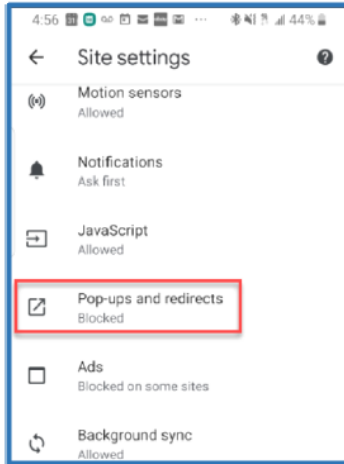 4:56 44%
Site settings
Motion sensors
Allowed
Notifications
Ask first
JavaScript
Allowed
Pop-ups and redirects
Blocked
Ads
Blocked on some sites
Background sync
Allowed